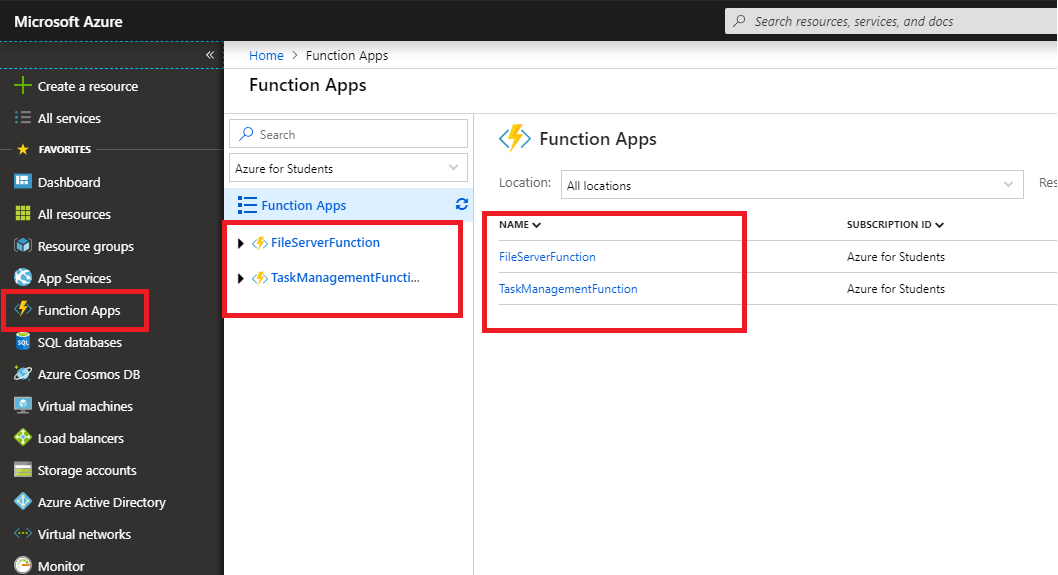 Microsoft Azure
Search resources, services, and docs
«
Create a resource
All services
FAVORITES
Dashboard
All resources
Resource groups
App Services
Function Apps
SQL databases
Azure Cosmos DB
Virtual machines
Load balancers
Storage accounts
Azure Active Directory
Virtual networks
Monitor
Home > Function Apps
Function Apps
Search
Azure for Students
Function Apps
FileServerFunction
TaskManagementFuncti...
Function Apps
Location: All locations Res
NAME SUBSCRIPTION ID
FileServerFunction Azure for Students
TaskManagementFunction Azure for Students